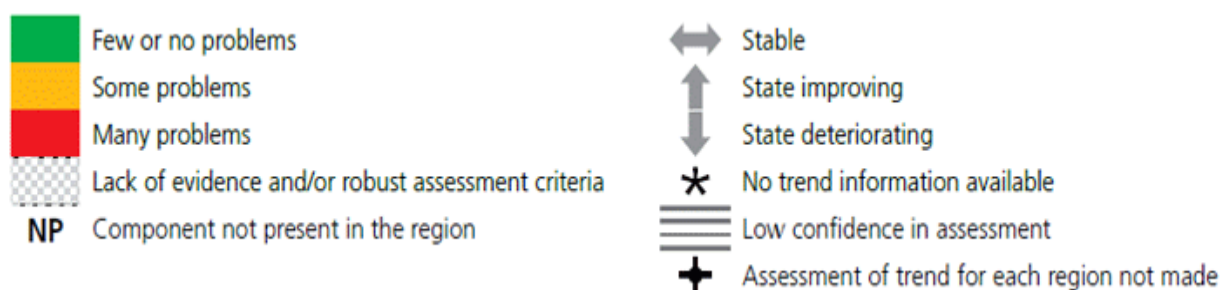 Few or no problems
Some problems
Many problems
Lack of evidence and/or robust assessment criteria
NP Component not present in the region
Stable
State improving
State deteriorating
No trend information available
Low confidence in assessment
Assessment of trend for each region not made